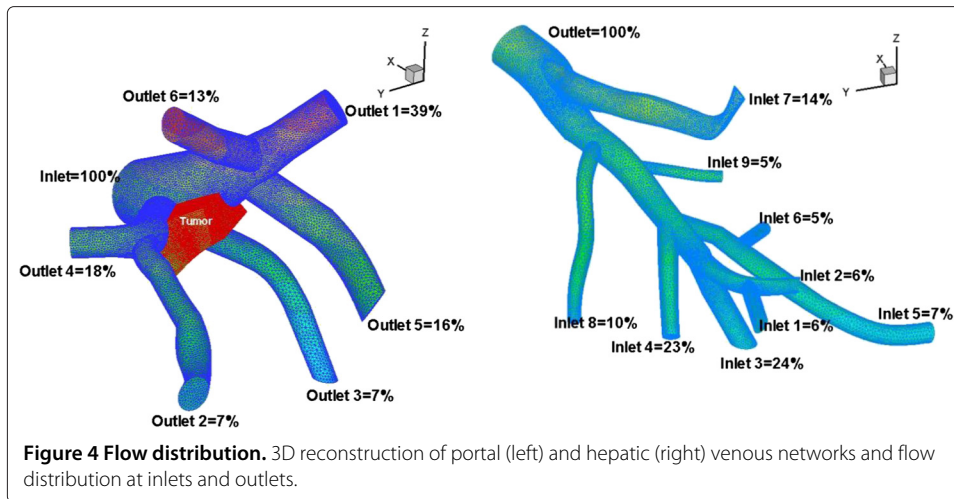 Outlet=100%
Z
X
Y
Z
X
Y
Outlet 6=13%
Outlet 1=39%
Inlet 7=14%
Inlet=100%
Inlet 9=5%
Tumor
Inlet 6=5%
Outlet 4=18%
Inlet 2=6%
Outlet 5=16%
Inlet 8=10%
Inlet 1=6%
Inlet 5=7%
Inlet 4=23%
Inlet 3=24%
Outlet 3=7%
Outlet 2=7%
Figure 4 Flow distribution. 3D reconstruction of portal (left) and hepatic (right) venous networks and flow
distribution at inlets and outlets.